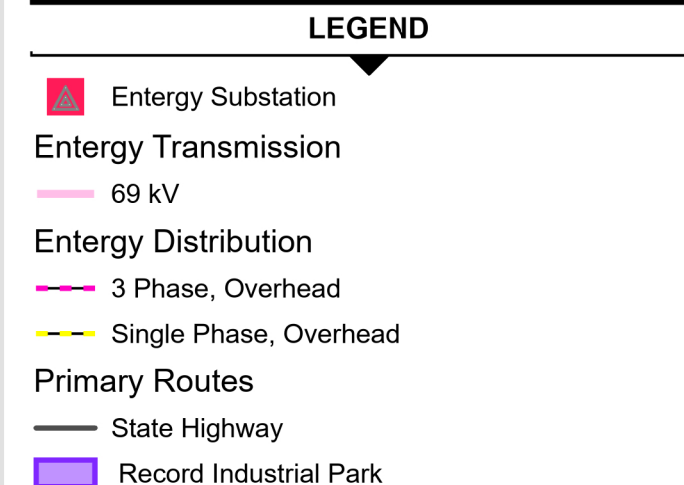 LEGEND
Entergy Substation
Entergy Transmission
69 kV
Entergy Distribution
3 Phase, Overhead
Single Phase, Overhead
Primary Routes
State Highway
Record Industrial Park